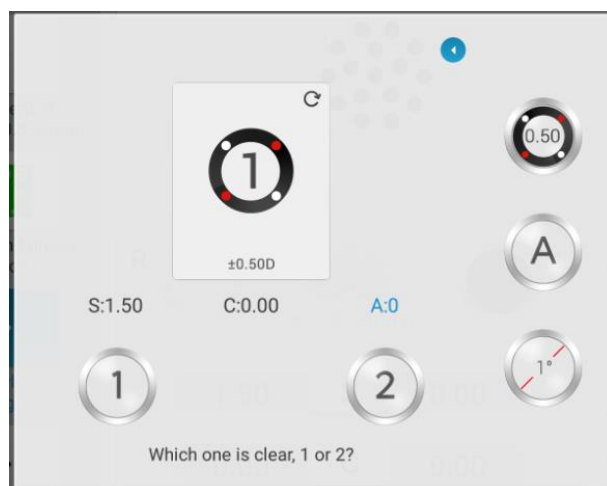 1
0.50
±0.50D
A
S:1.50 C:0.00 A:0
1 2 1°
Which one is clear, 1 or 2?